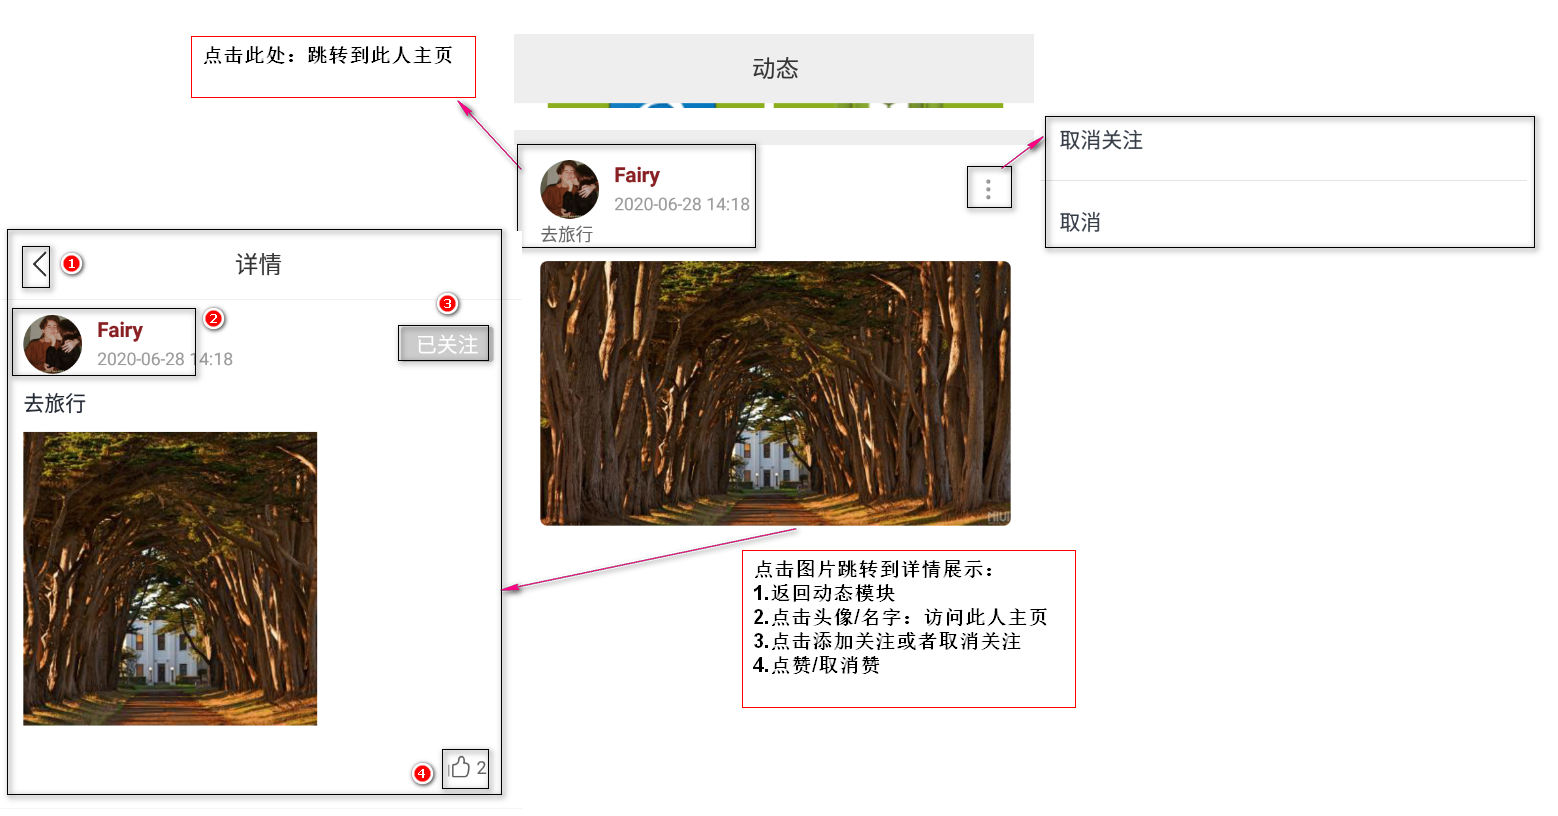 点击此处：跳转到此人主页
动态
取消关注
取消
Fairy
2020-06-28 14:18
去旅行
MIUI
详情
1
2
3
Fairy
2020-06-28 14:18
已关注
去旅行
4
2
点击图片跳转到详情展示：
1.返回动态模块
2.点击头像/名字：访问此人主页
3.点击添加关注或者取消关注
4.点赞/取消赞